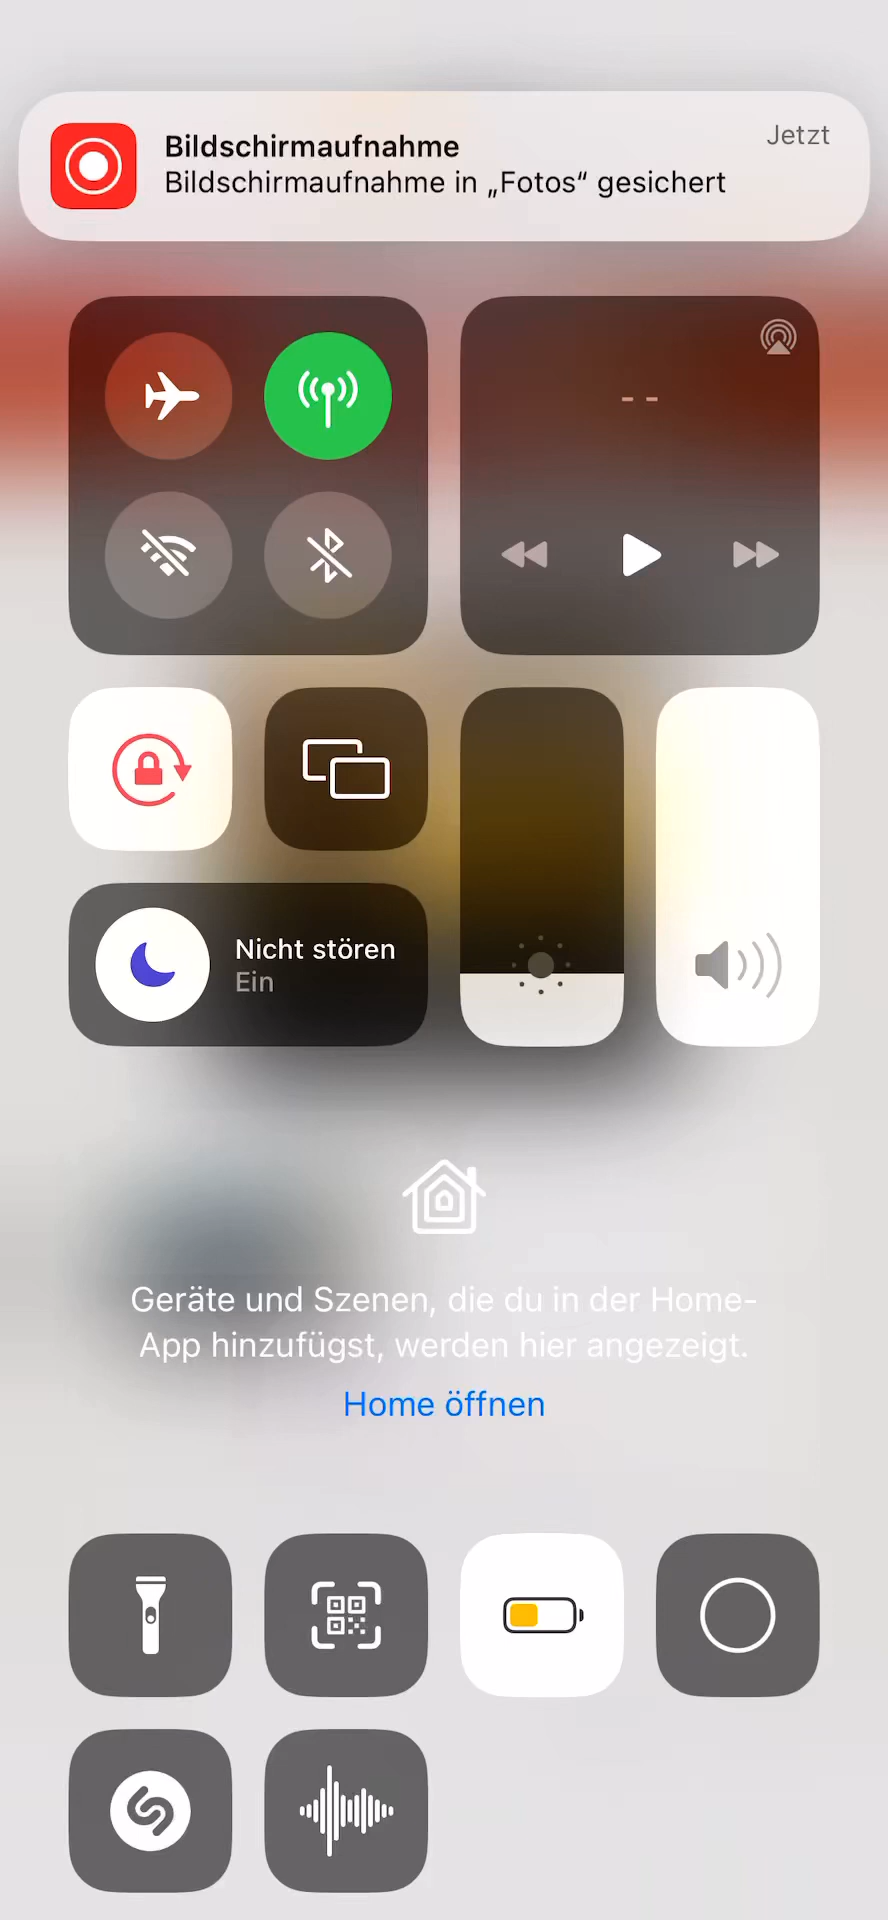 Jetzt
Bildschirmaufnahme
Bildschirmaufnahme in „Fotos“ gesichert
- -
Nicht stören
Ein
Geräte und Szenen, die du in der Home-
App hinzufügst, werden hier angezeigt.
Home öffnen